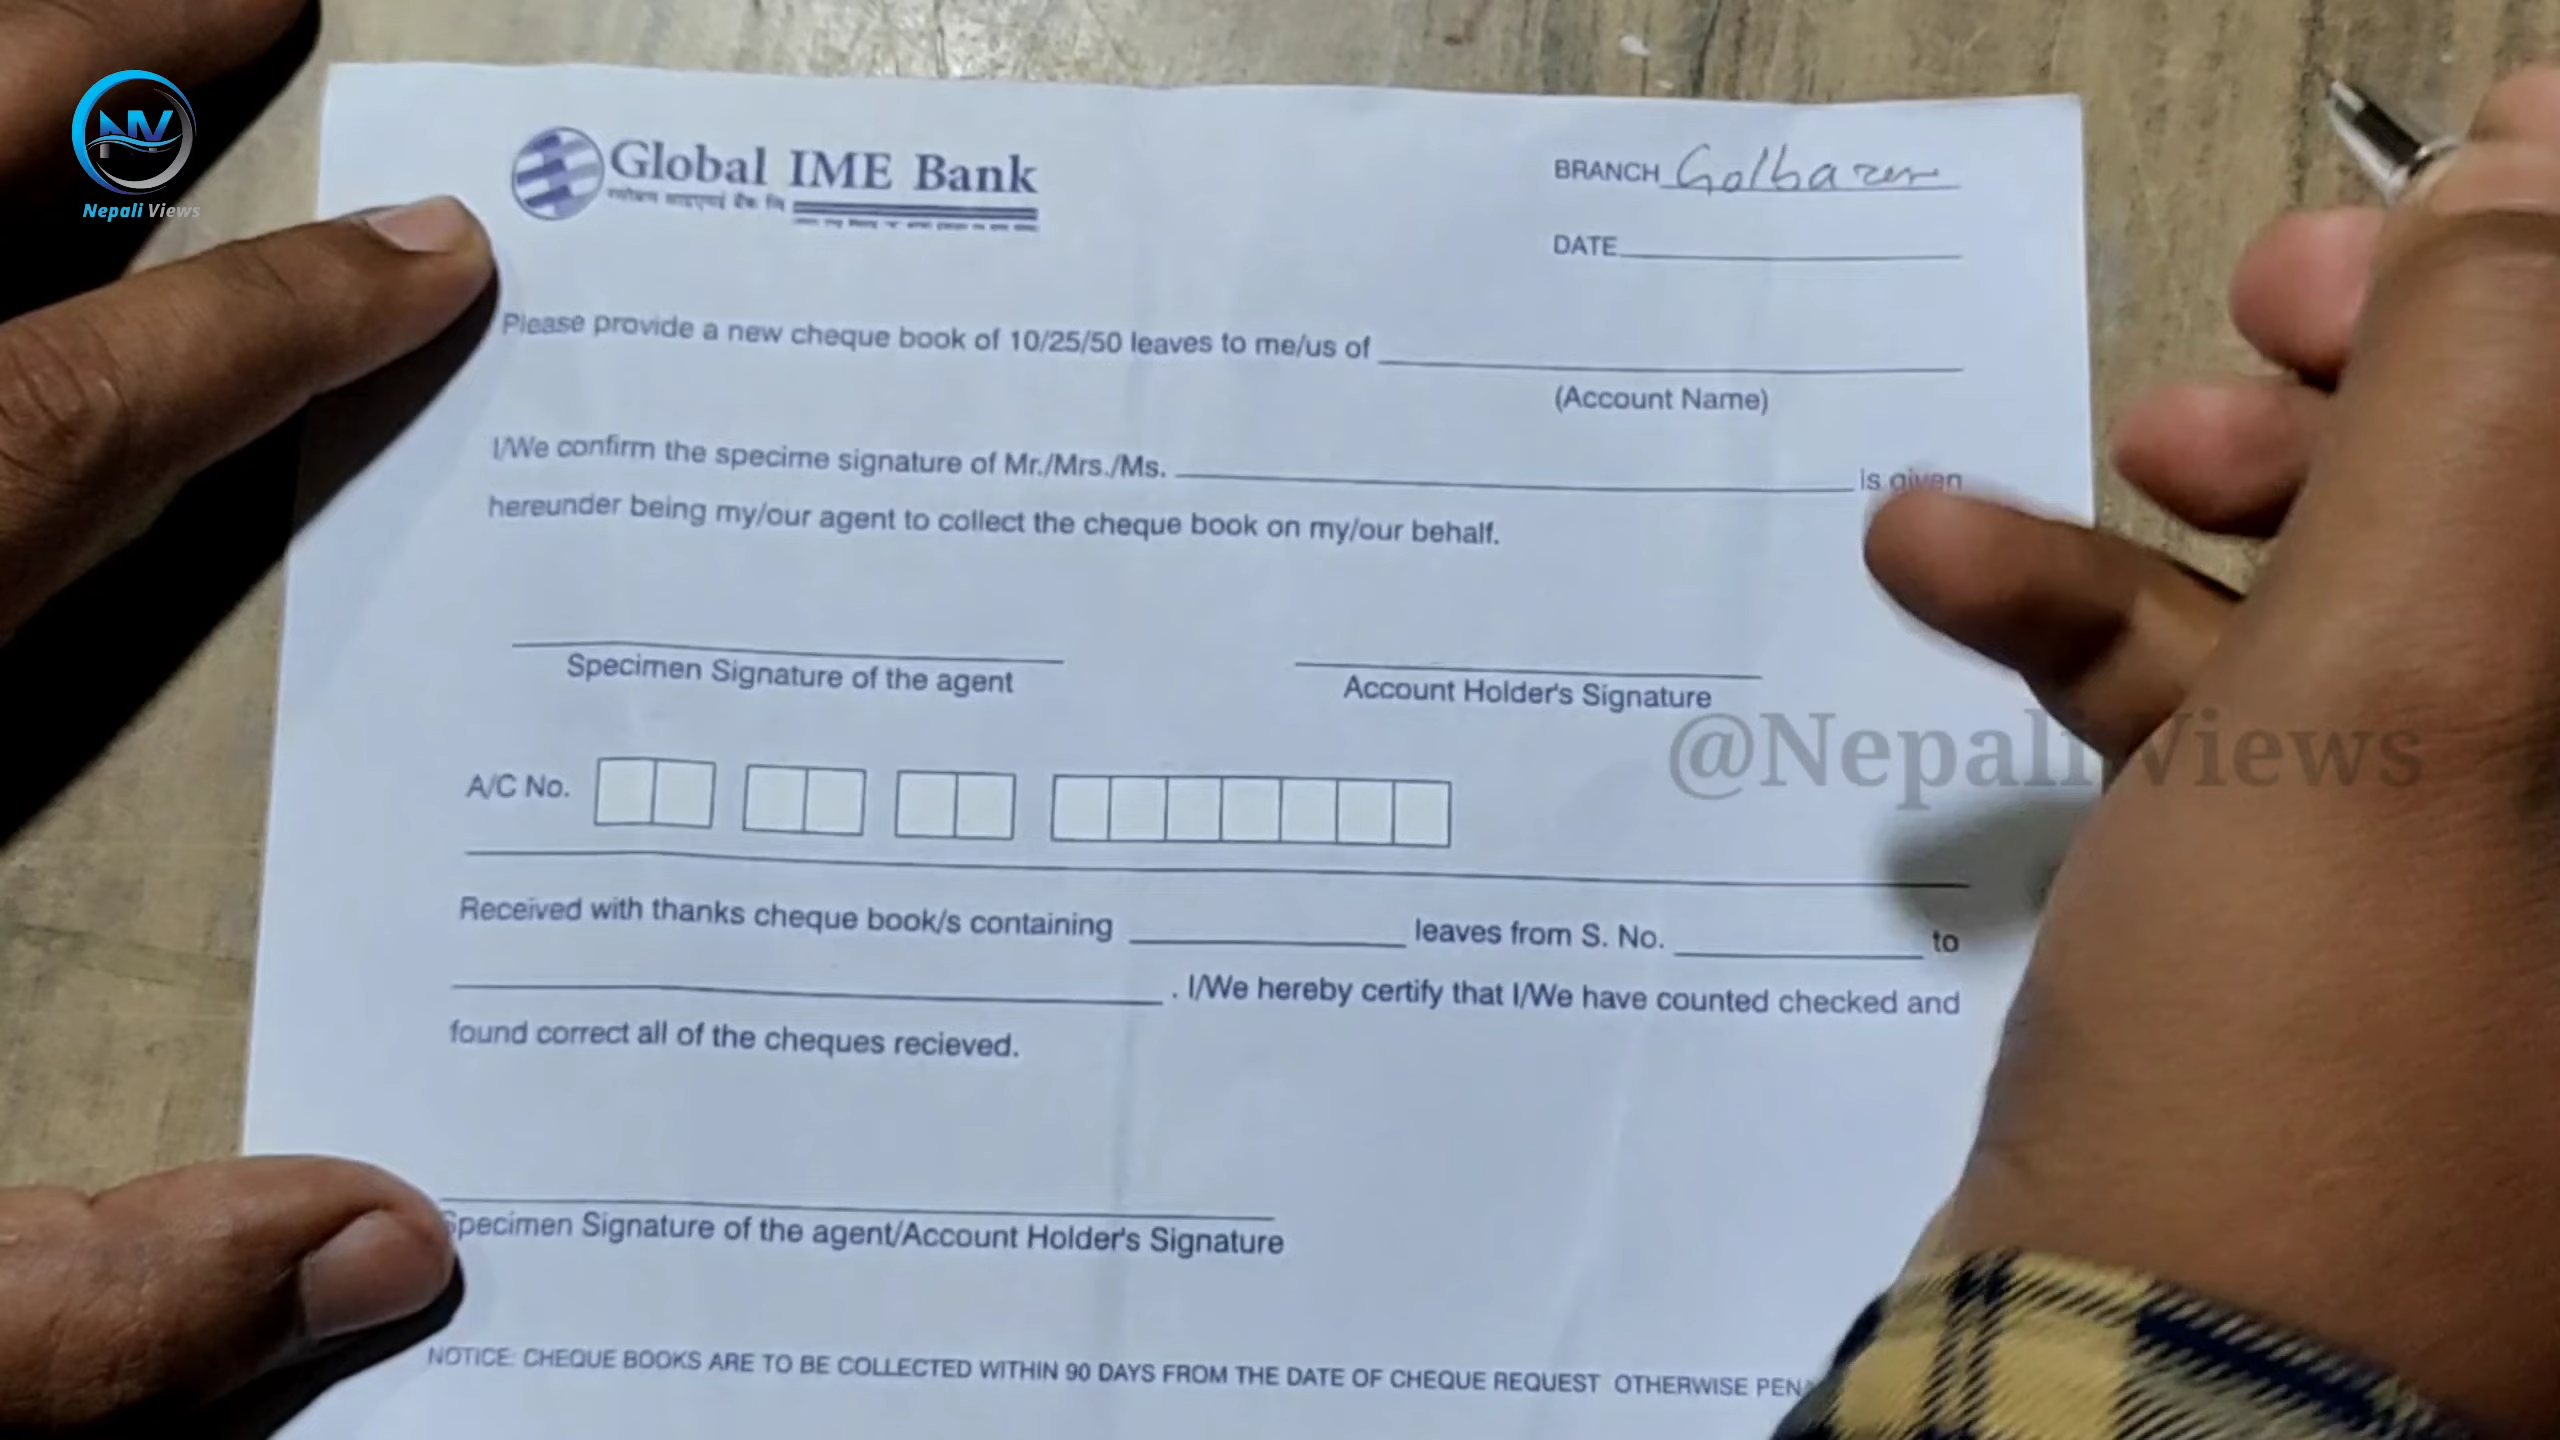 NV
Nepali Views
Global IME Bank
BRANCH Golbazar
DATE
Please provide a new cheque book of 10/25/50 leaves to me/us of
(Account Name)
I/We confirm the specime signature of Mr./Mrs./Ms. is given
hereunder being my/our agent to collect the cheque book on my/our behalf.
Specimen Signature of the agent
Account Holder's Signature
@Nepali Views
A/C No.
Received with thanks cheque book/s containing leaves from S. No. to
. I/We hereby certify that I/We have counted checked and
found correct all of the cheques recieved.
Specimen Signature of the agent/Account Holder's Signature
NOTICE: CHEQUE BOOKS ARE TO BE COLLECTED WITHIN 90 DAYS FROM THE DATE OF CHEQUE REQUEST OTHERWISE